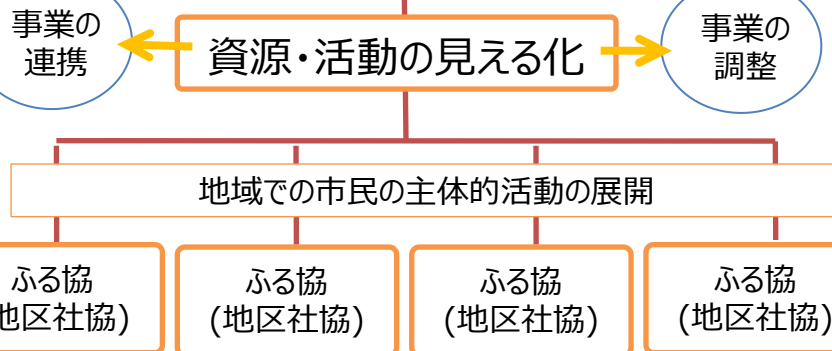 事業の
連携
資源・活動の見える化
事業の
調整
地域での市民の主体的活動の展開
ふる協
地区社協)
ふる協
(地区社協)
ふる協
(地区社協)
ふる協
(地区社協)